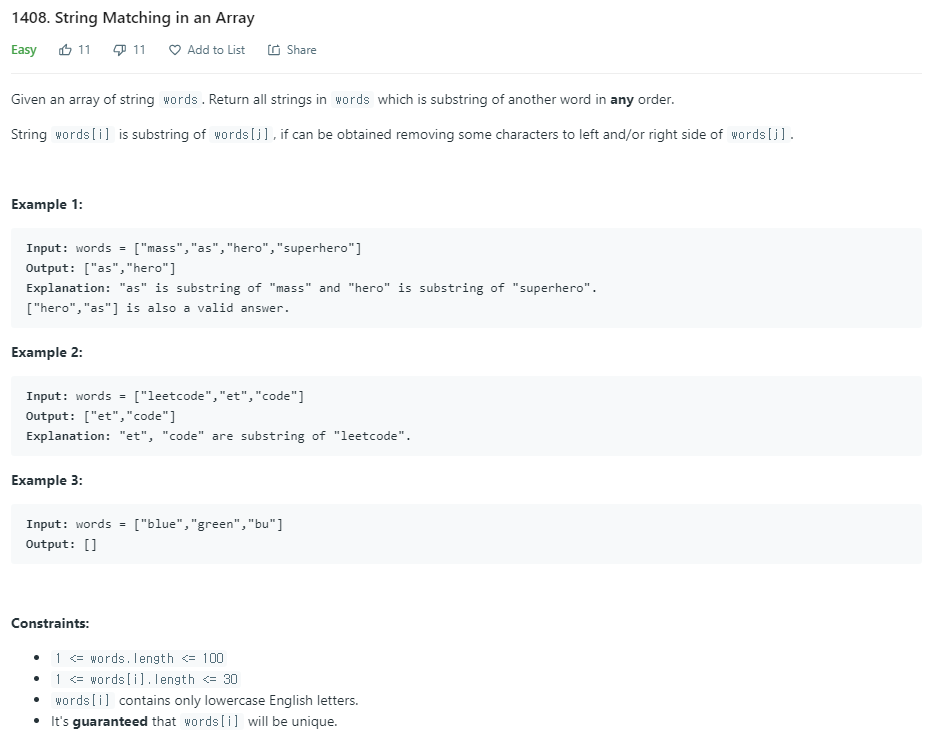 1408. String Matching in an Array
Easy 11 11 Add to List Share
Given an array of string words. Return all strings in words which is substring of another word in any order.
String words[i] is substring of words[j], if can be obtained removing some characters to left and/or right side of words[j].
Example 1:
Input: words = ["mass","as","hero","superhero"]
Output: ["as","hero"]
Explanation: "as" is substring of "mass" and "hero" is substring of "superhero".
["hero","as"] is also a valid answer.
Example 2:
Input: words = ["leetcode","et","code"]
Output: ["et","code"]
Explanation: "et", "code" are substring of "leetcode".
Example 3:
Input: words = ["blue","green","bu"]
Output: []
Constraints:
• 1 <= words.length <= 100
• 1 <= words[i].length <= 30
• words[i] contains only lowercase English letters.
• It's guaranteed that words[i] will be unique.